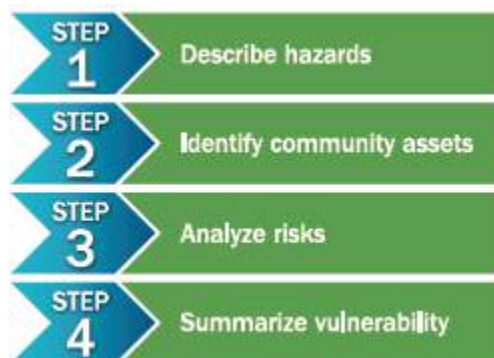 STEP
1
Describe hazards
STEP
2
Identify community assets
STEP
3
Analyze risks
STEP
4
Summarize vulnerability